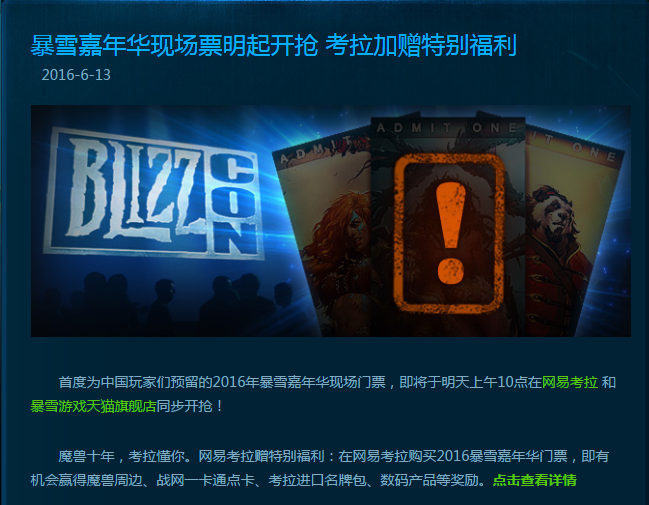 暴雪嘉年华现场票明起开抢 考拉加赠特别福利
2016-6-13
BLIZZ
CON
ADMIT ONE
ADMIT ONE
IT ONE
!
首度为中国玩家们预留的2016年暴雪嘉年华现场门票，即将于明天上午10点在网易考拉 和
暴雪游戏天猫旗舰店同步开抢！
魔兽十年，考拉懂你。网易考拉赠特别福利：在网易考拉购买2016暴雪嘉年华门票，即有
机会赢得魔兽周边、战网一卡通点卡、考拉进口名牌包、数码产品等奖励。点击查看详情